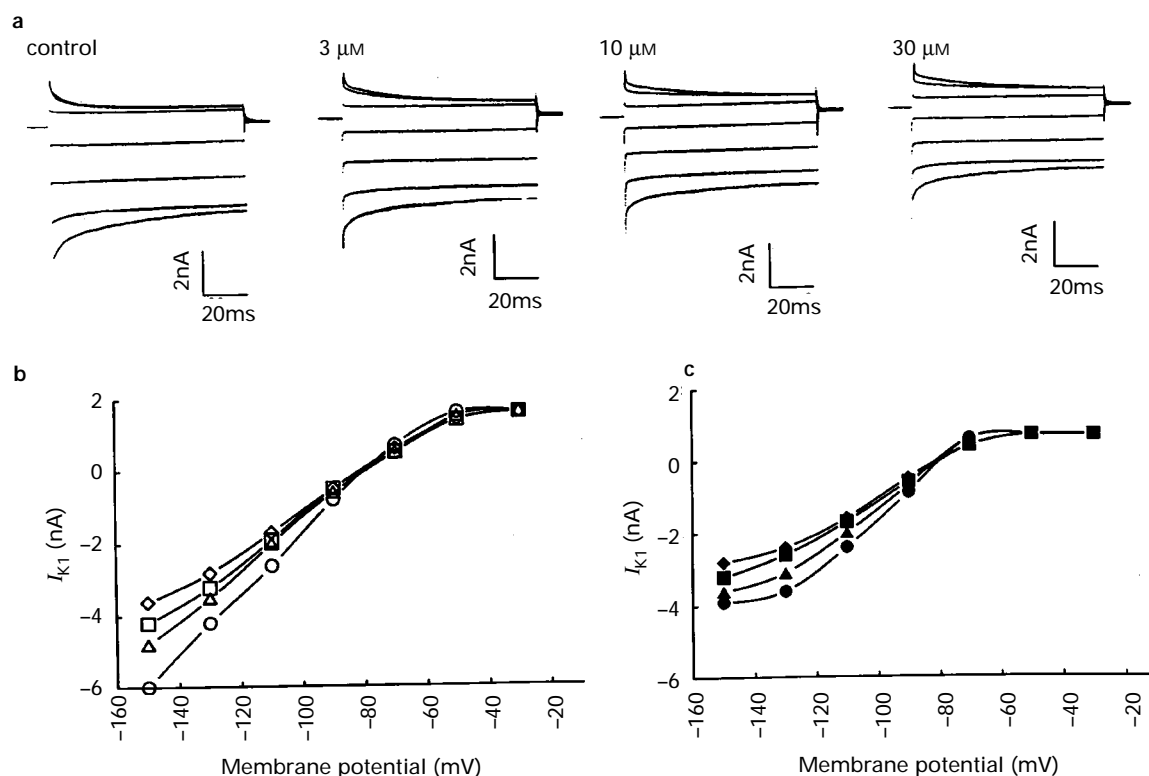 a
control 3 µM 10 µM 30 µM
2nA 2nA 2nA 2nA
20ms 20ms 20ms 20ms
b c
2 2
0 0
−2 −2
−4 −4
−6 −6
I_K1 (nA) I_K1 (nA)
−160 −140 −120 −100 −80 −60 −40 −20 −160 −140 −120 −100 −80 −60 −40 −20
Membrane potential (mV) Membrane potential (mV)